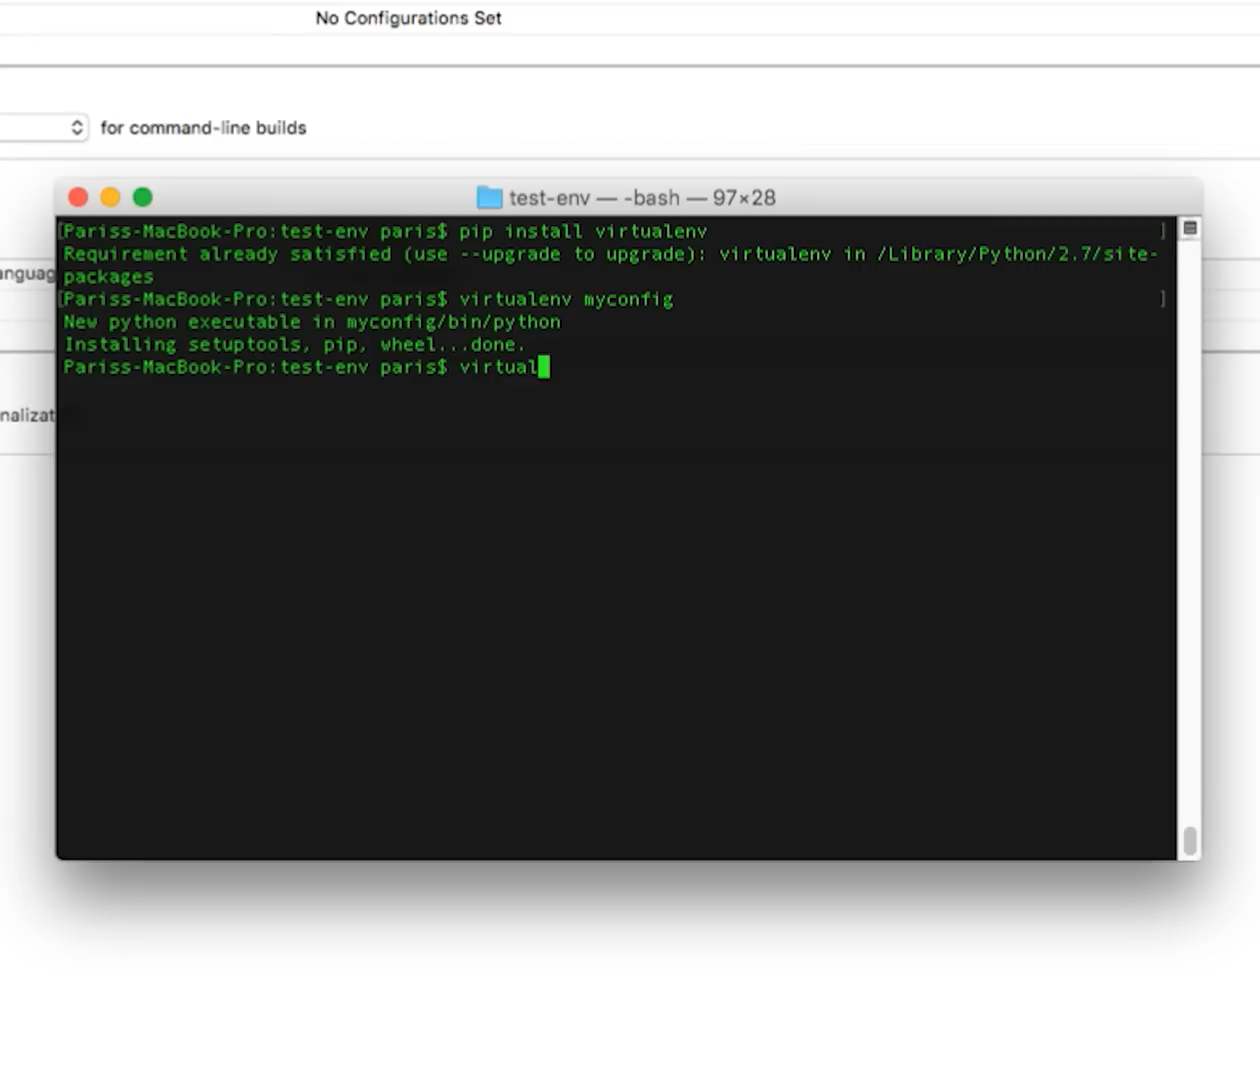 No Configurations Set
for command-line builds
test-env — -bash — 97×28
[Pariss-MacBook-Pro:test-env paris$ pip install virtualenv ]
Requirement already satisfied (use --upgrade to upgrade): virtualenv in /Library/Python/2.7/site-
packages
[Pariss-MacBook-Pro:test-env paris$ virtualenv myconfig ]
New python executable in myconfig/bin/python
Installing setuptools, pip, wheel...done.
Pariss-MacBook-Pro:test-env paris$ virtual
anguag
nalizat